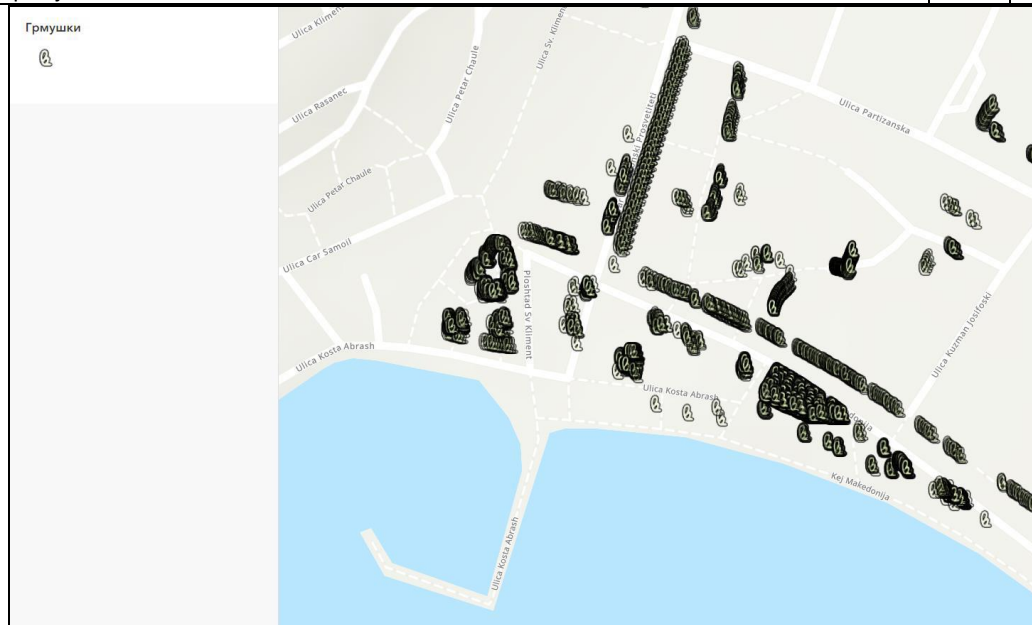 Грмушки
Ulica Kliment
Ulica Sv. Kliment
Ulica Petar Chaule
Ulica Rasanec
Ulica Partizanska
Prosvetiteli
Ulica Petar Chaule
Ulica Car Samoil
Ploshtad Sv Kliment
Ulica Kuzman Josifoski
Ulica Kosta Abrash
Ulica Kosta Abrash
Kej Makedonija
Ulica Kosta Abrash